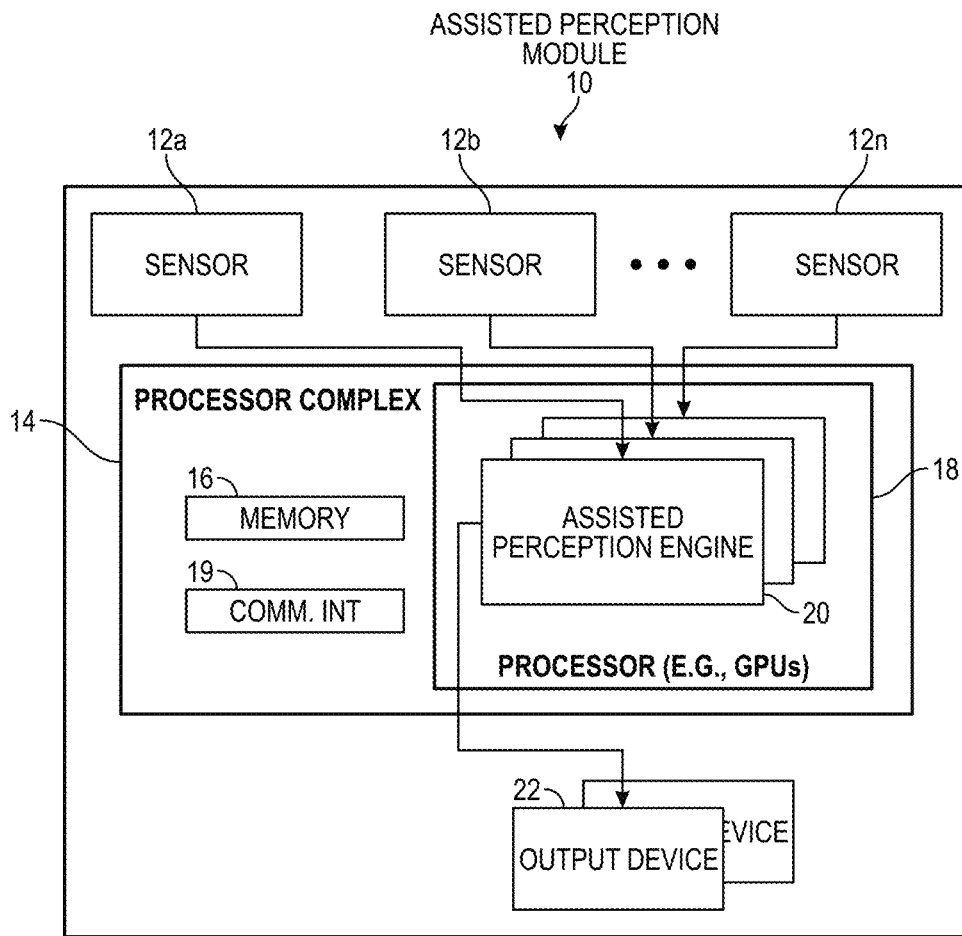 ASSISTED PERCEPTION
MODULE
10
12a
12b
12n
SENSOR
SENSOR
SENSOR
PROCESSOR COMPLEX
14
18
16
MEMORY
19
COMM. INT
ASSISTED
PERCEPTION ENGINE
20
PROCESSOR (E.G., GPUs)
22
EVICE
OUTPUT DEVICE